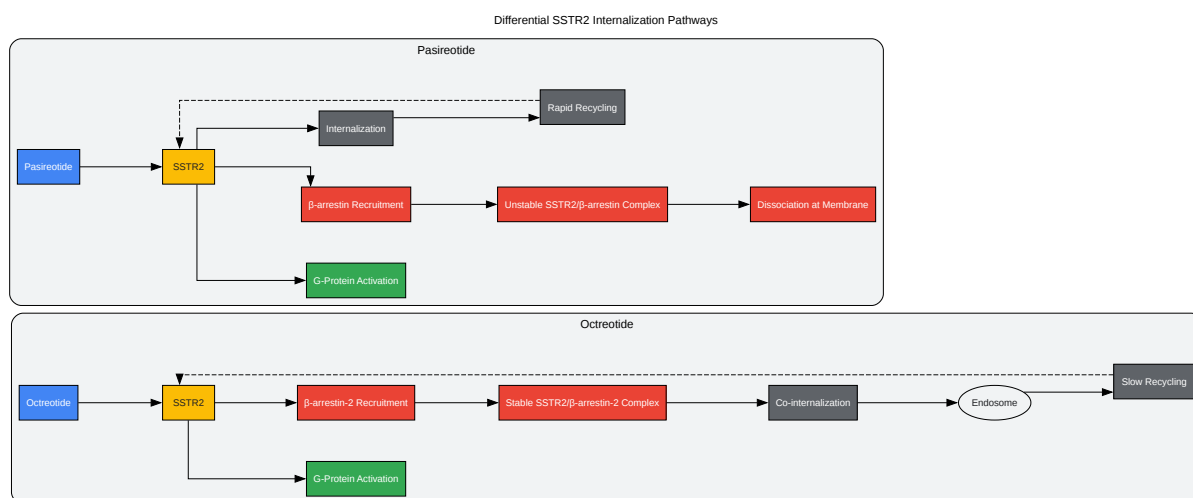 Differential SSTR2 Internalization Pathways
Pasireotide
Rapid Recycling
Internalization
Pasireotide
SSTR2
β-arrestin Recruitment
Unstable SSTR2/β-arrestin Complex
Dissociation at Membrane
G-Protein Activation
Octreotide
Slow Recycling
Octreotide
SSTR2
β-arrestin-2 Recruitment
Stable SSTR2/β-arrestin-2 Complex
Co-internalization
Endosome
G-Protein Activation